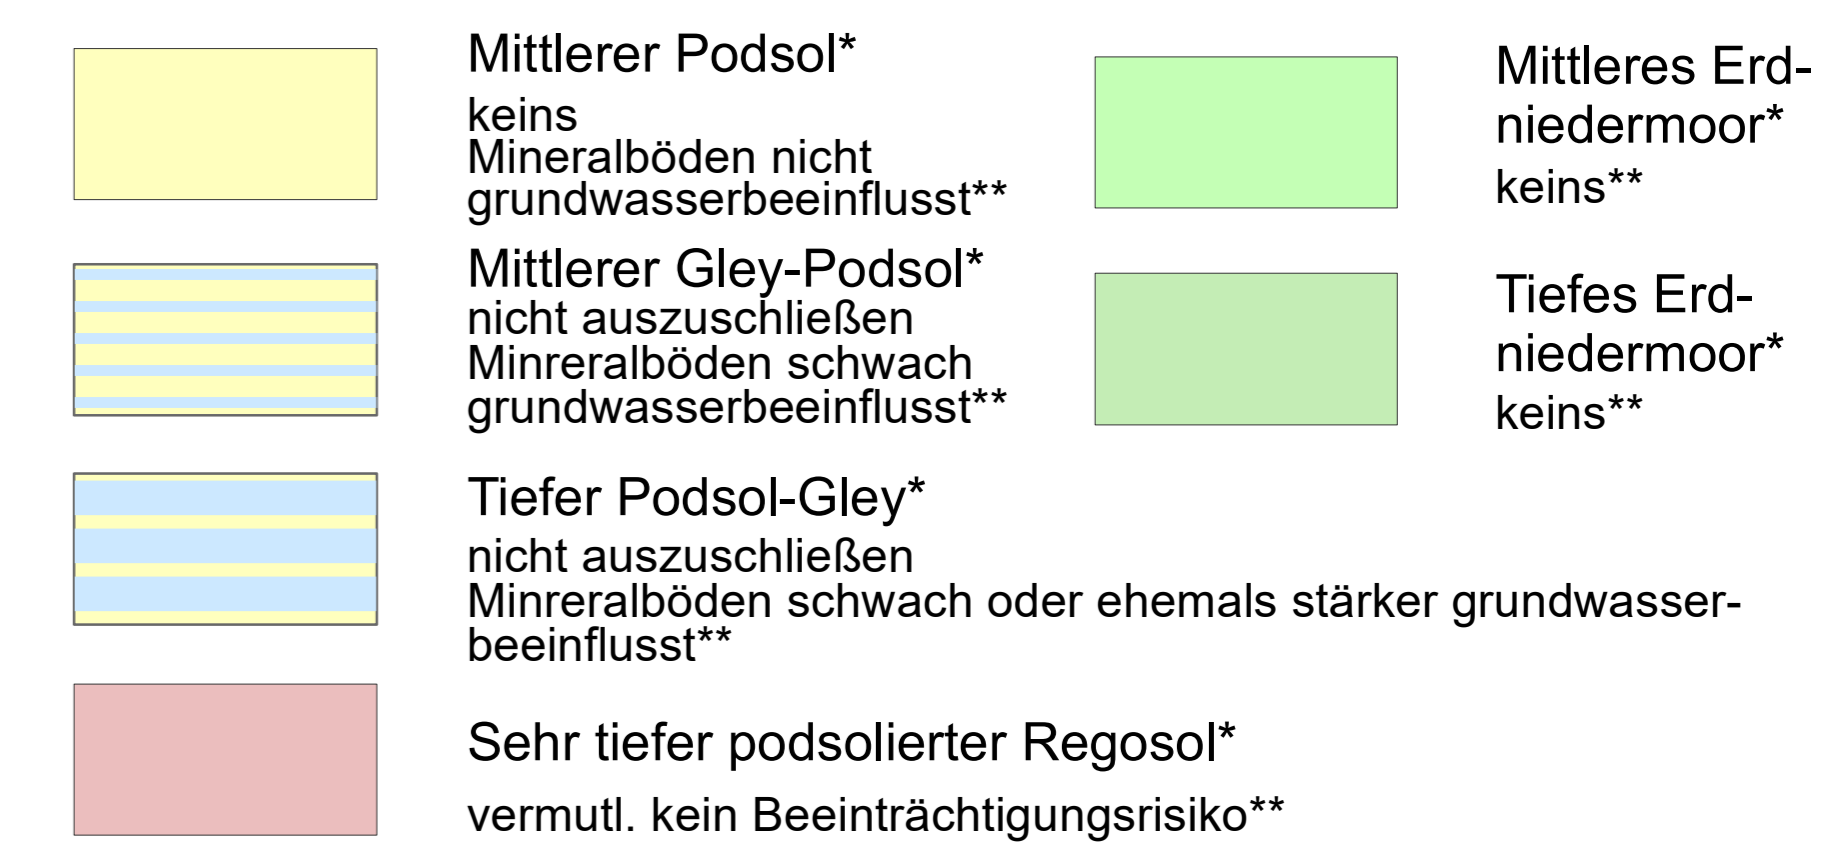 Mittlerer Podsol*
keins
Mineralböden nicht
grundwasserbeeinflusst**
Mittlerer Gley-Podsol*
nicht auszuschließen
Minreralböden schwach
grundwasserbeeinflusst**
Tiefer Podsol-Gley*
nicht auszuschließen
Minreralböden schwach oder ehemals stärker grundwasser-
beeinflusst**
Sehr tiefer podsolierter Regosol*
vermutl. kein Beeinträchtigungsrisiko**
Mittleres Erd-
niedermoor*
keins**
Tiefes Erd-
niedermoor*
keins**